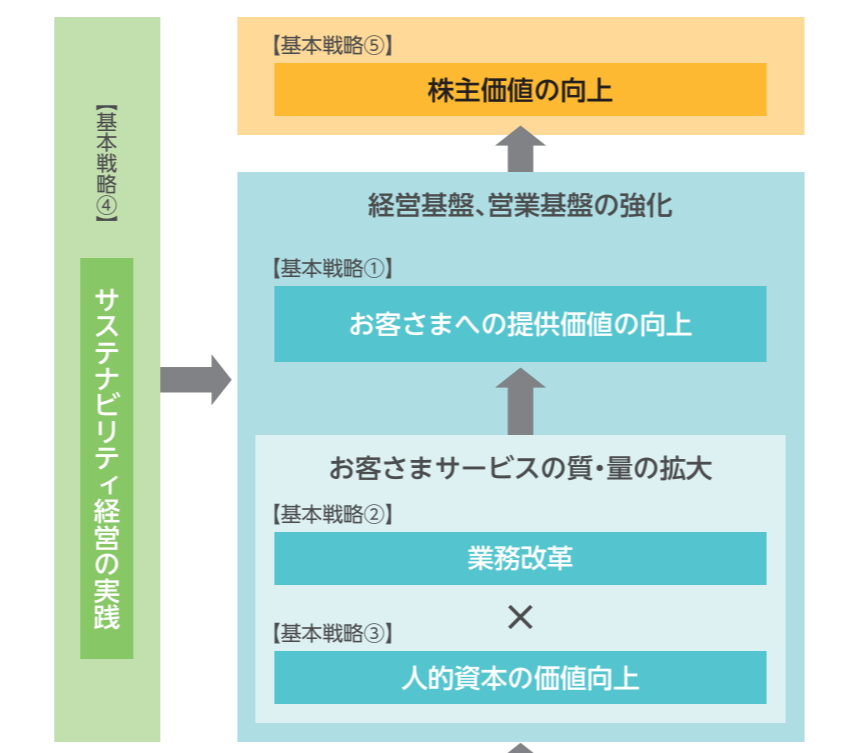 【基本戦略④】
サステナビリティ経営の実践
【基本戦略⑤】
株主価値の向上
経営基盤、営業基盤の強化
【基本戦略①】
お客さまへの提供価値の向上
お客さまサービスの質・量の拡大
【基本戦略②】
業務改革
×
【基本戦略③】
人的資本の価値向上